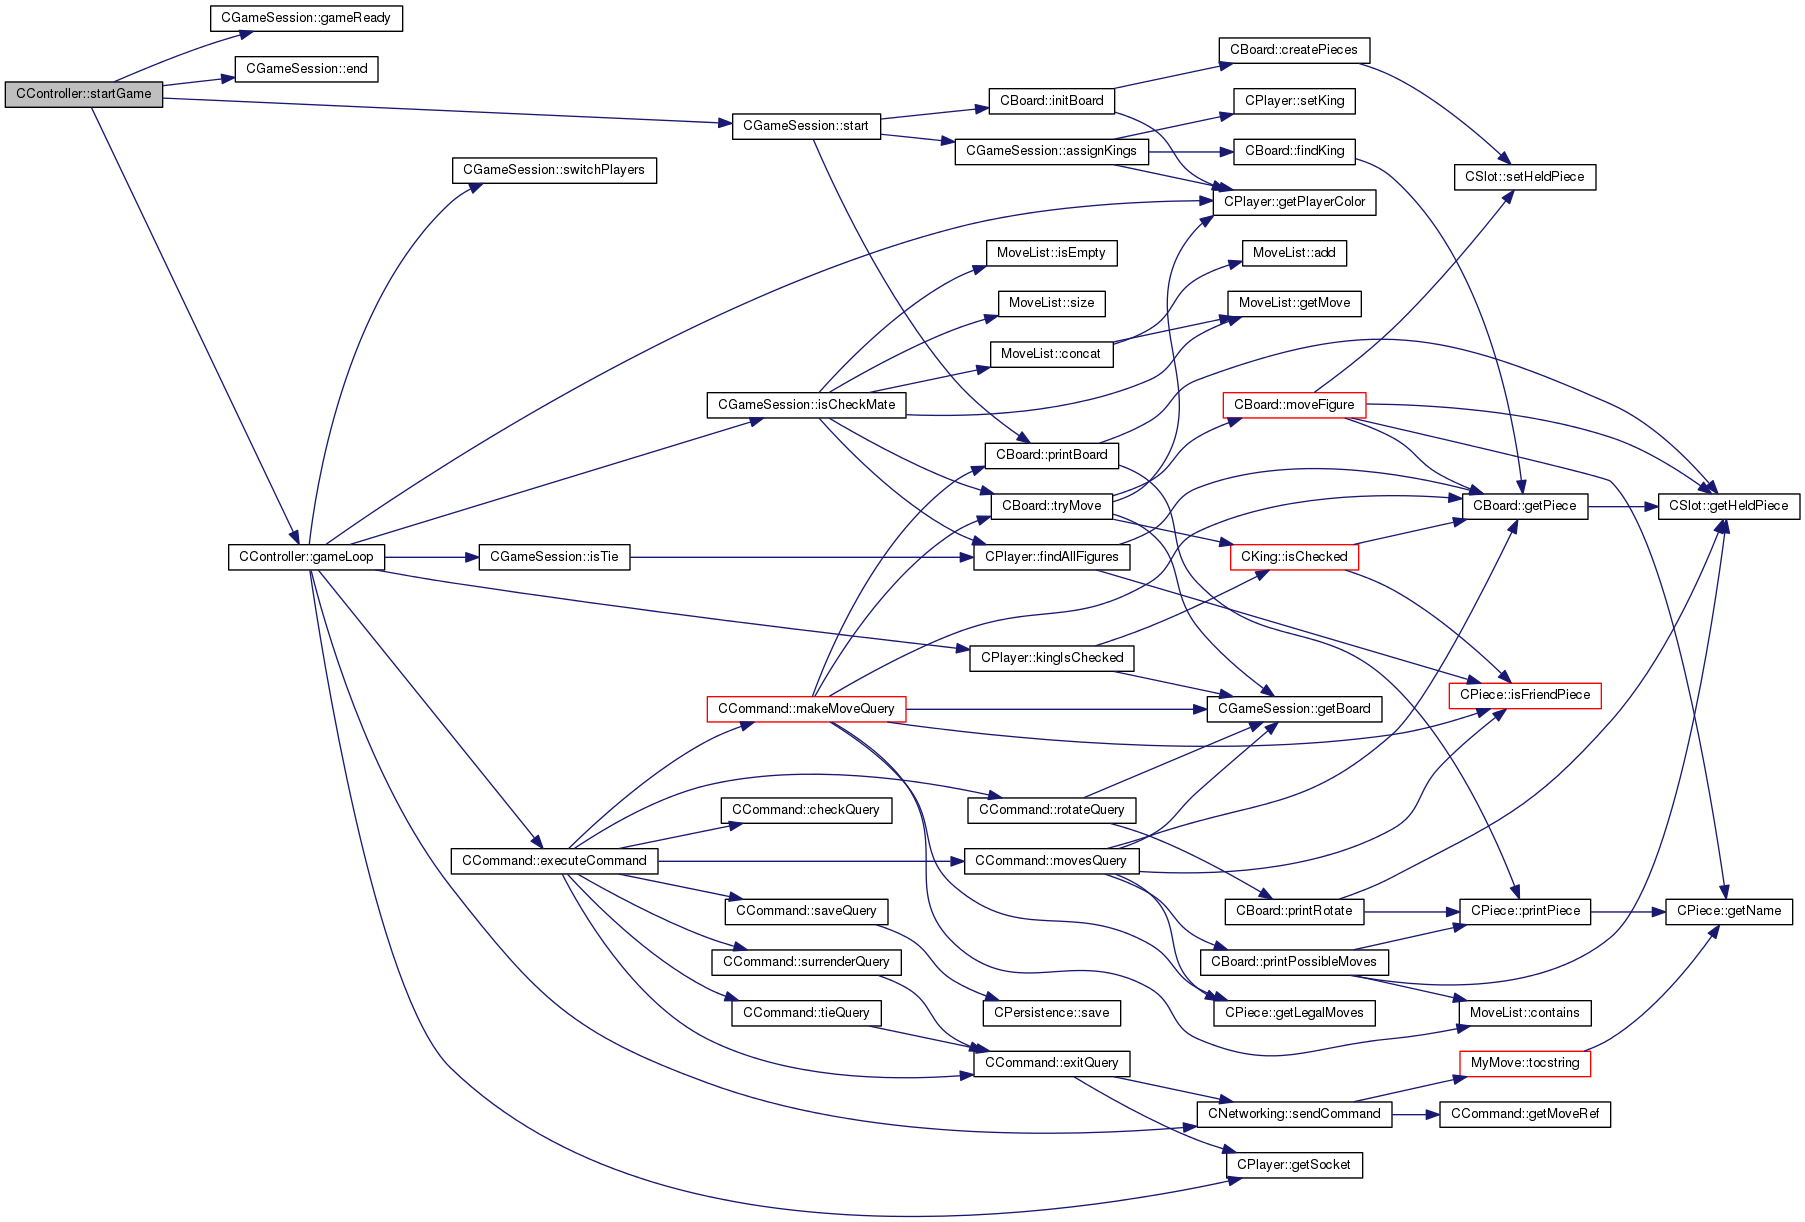 CGameSession::gameReady
CGameSession::end
CController::startGame
CGameSession::start
CGameSession::switchPlayers
CBoard::createPieces
CBoard::initBoard
CPlayer::setKing
CGameSession::assignKings
CBoard::findKing
CSlot::setHeldPiece
CPlayer::getPlayerColor
MoveList::isEmpty
MoveList::add
MoveList::size
MoveList::getMove
MoveList::concat
CGameSession::isCheckMate
CBoard::moveFigure
CBoard::printBoard
CBoard::tryMove
CBoard::getPiece
CSlot::getHeldPiece
CController::gameLoop
CGameSession::isTie
CPlayer::findAllFigures
CKing::isChecked
CPlayer::kingIsChecked
CPiece::isFriendPiece
CCommand::makeMoveQuery
CGameSession::getBoard
CCommand::checkQuery
CCommand::rotateQuery
CCommand::executeCommand
CCommand::movesQuery
CCommand::saveQuery
CBoard::printRotate
CPiece::printPiece
CPiece::getName
CCommand::surrenderQuery
CBoard::printPossibleMoves
CCommand::tieQuery
CPersistence::save
CPiece::getLegalMoves
MoveList::contains
CCommand::exitQuery
MyMove::tocstring
CNetworking::sendCommand
CCommand::getMoveRef
CPlayer::getSocket